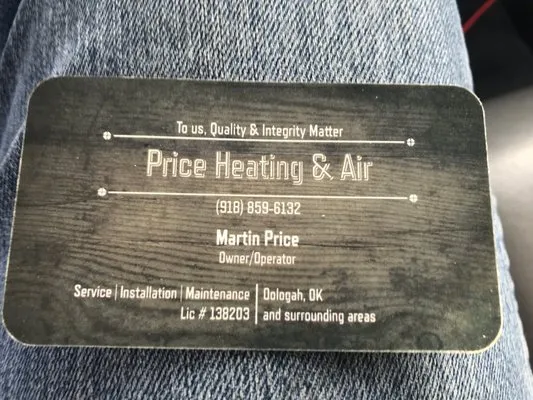 To us, Quality & Integrity Matter
Price Heating & Air
(918) 859-6132
Martin Price
Owner/Operator
Service | Installation | Maintenance
Lic # 138203
Oologah, OK
and surrounding areas